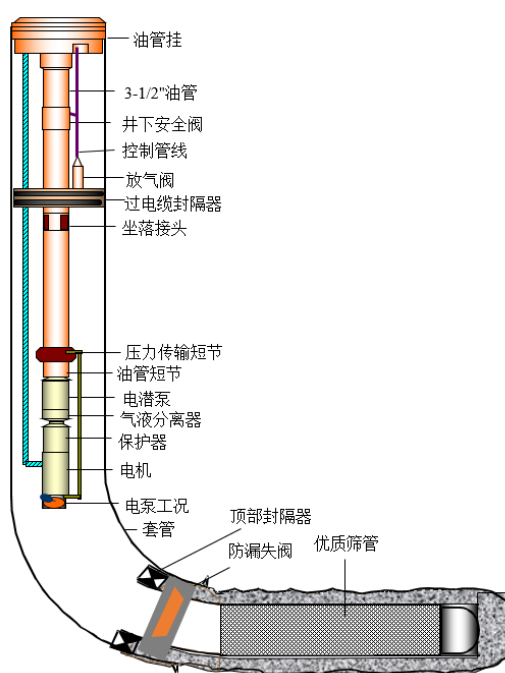 油管挂
3-1/2"油管
井下安全阀
控制管线
放气阀
过电缆封隔器
坐落接头
压力传输短节
油管短节
电潜泵
气液分离器
保护器
电机
电泵工况
套管
顶部封隔器
防漏失阀
优质筛管